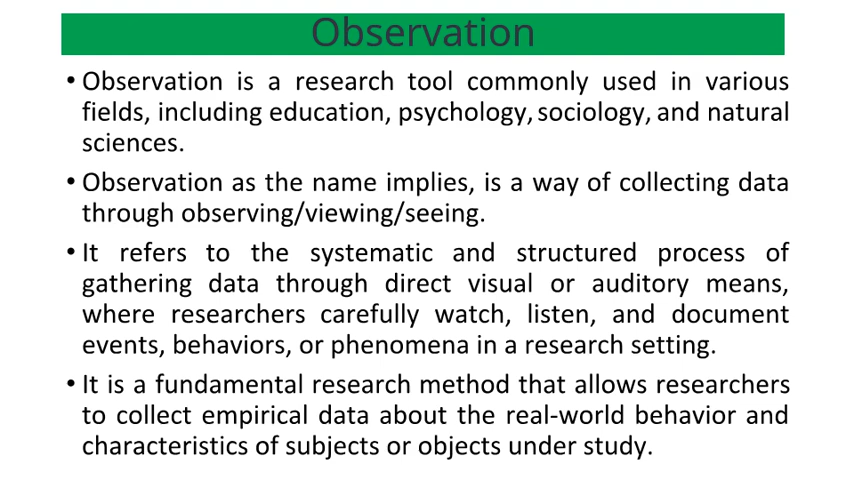 Observation
• Observation is a research tool commonly used in various
fields, including education, psychology, sociology, and natural
sciences.
• Observation as the name implies, is a way of collecting data
through observing/viewing/seeing.
• It refers to the systematic and structured process of
gathering data through direct visual or auditory means,
where researchers carefully watch, listen, and document
events, behaviors, or phenomena in a research setting.
• It is a fundamental research method that allows researchers
to collect empirical data about the real-world behavior and
characteristics of subjects or objects under study.